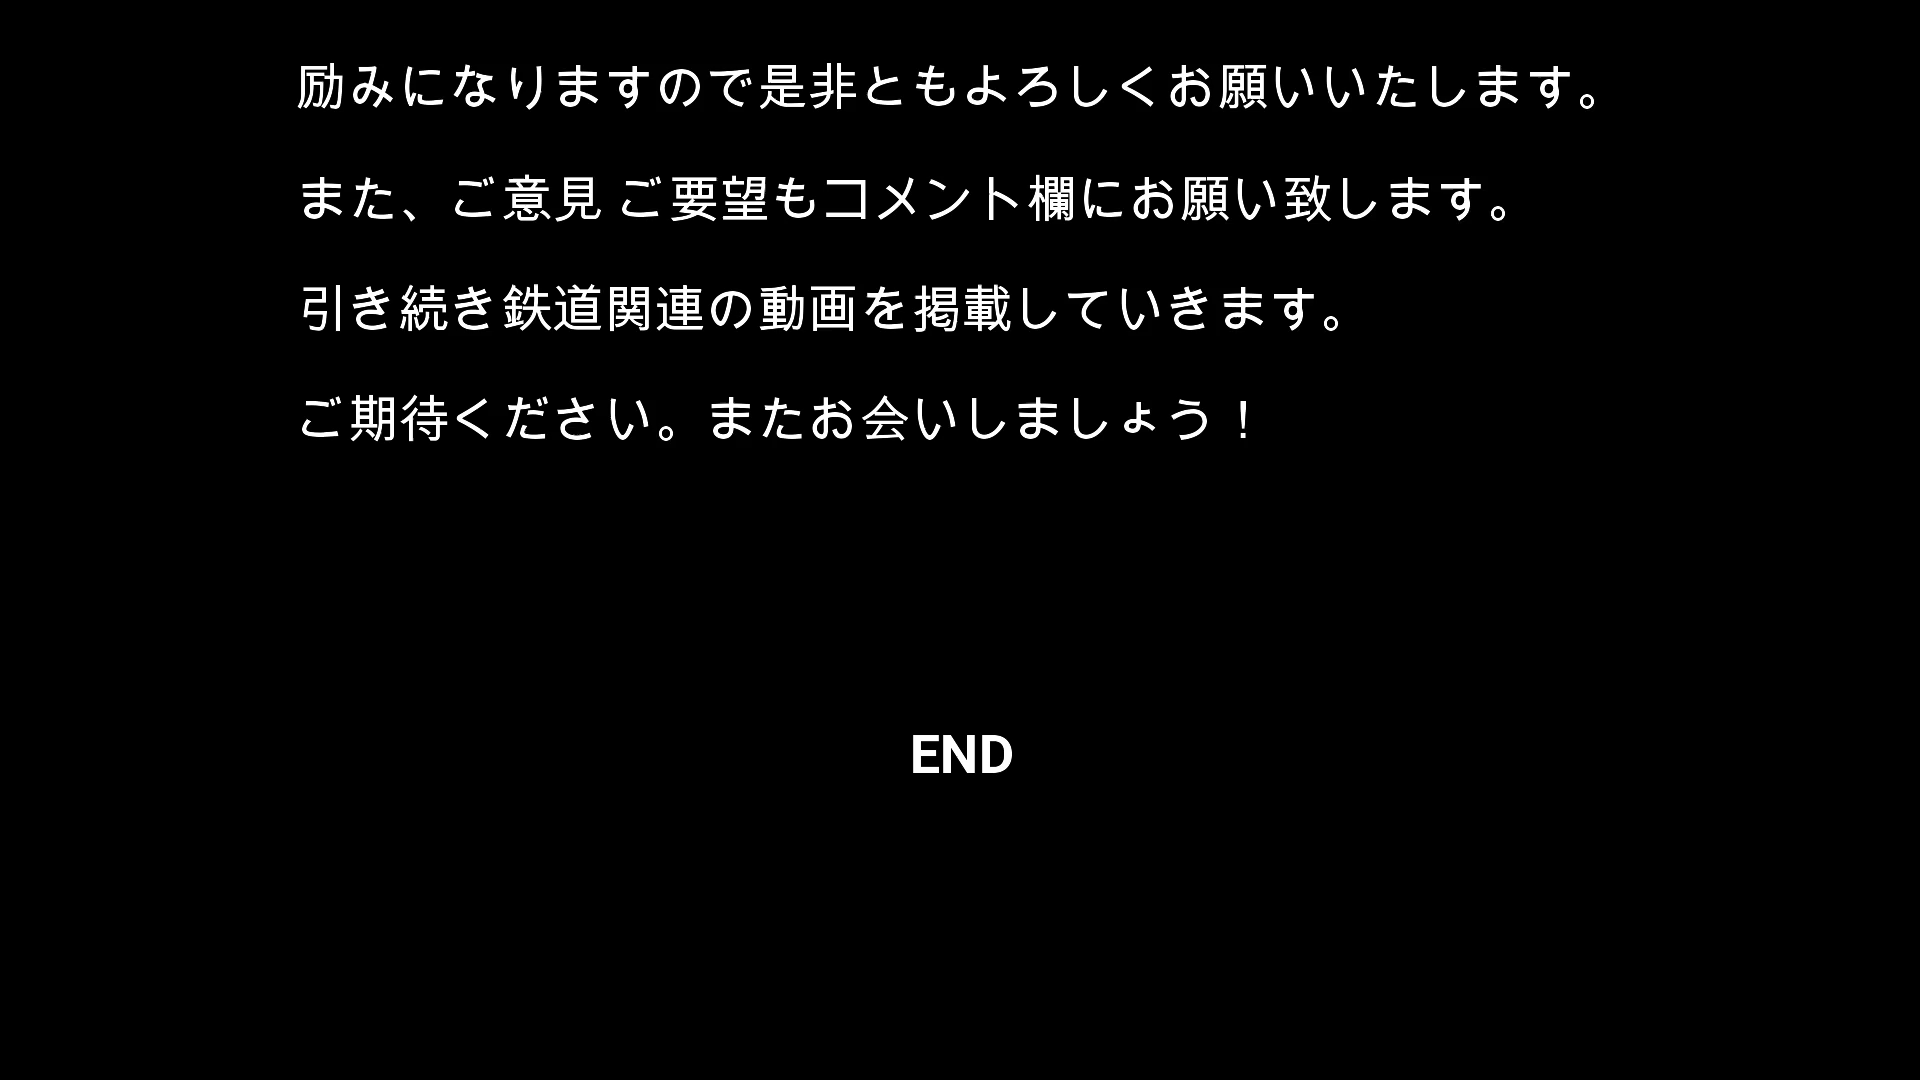 励みになりますので是非ともよろしくお願いいたします。
また、ご意見 ご要望もコメント欄にお願い致します。
引き続き鉄道関連の動画を掲載していきます。
ご期待ください。またお会いしましょう！
END